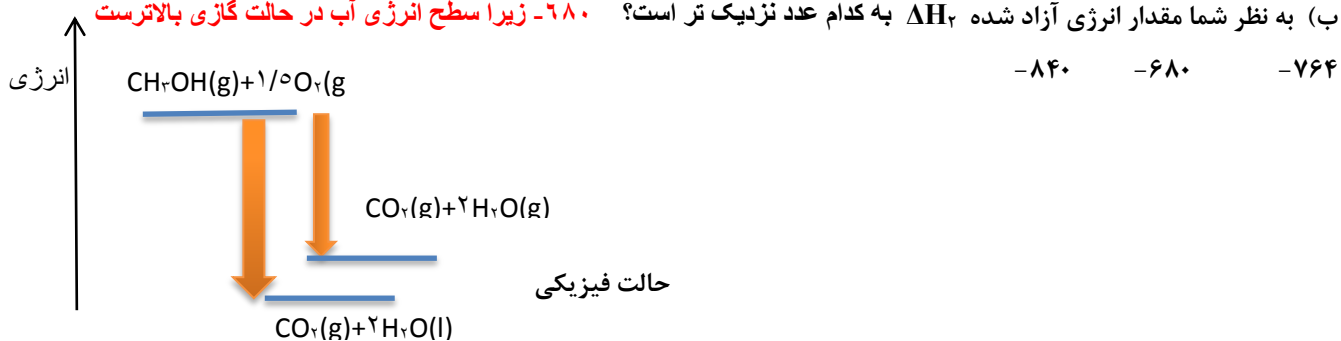 ب) به نظر شما مقدار انرژی آزاد شده ΔH₂ به کدام عدد نزدیک تر است؟ ۶۸۰- زیرا سطح انرژی آب در حالت گازی بالاترست
-۷۶۴ -۶۸۰ -۸۴۰
انرژی
CH۳OH(g)+۱/۵O۲(g
CO۲(g)+۲H۲O(g)
حالت فیزیکی
CO۲(g)+۲H۲O(l)